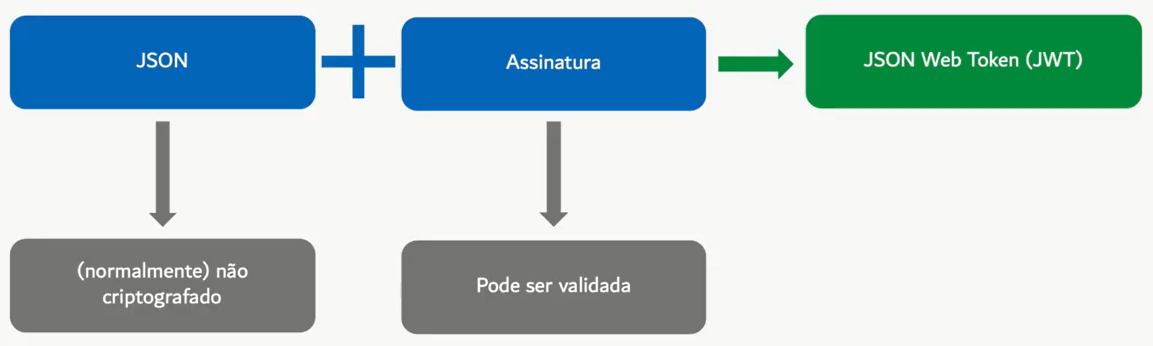 JSON
Assinatura
JSON Web Token (JWT)
(normalmente) não
criptografado
Pode ser validada